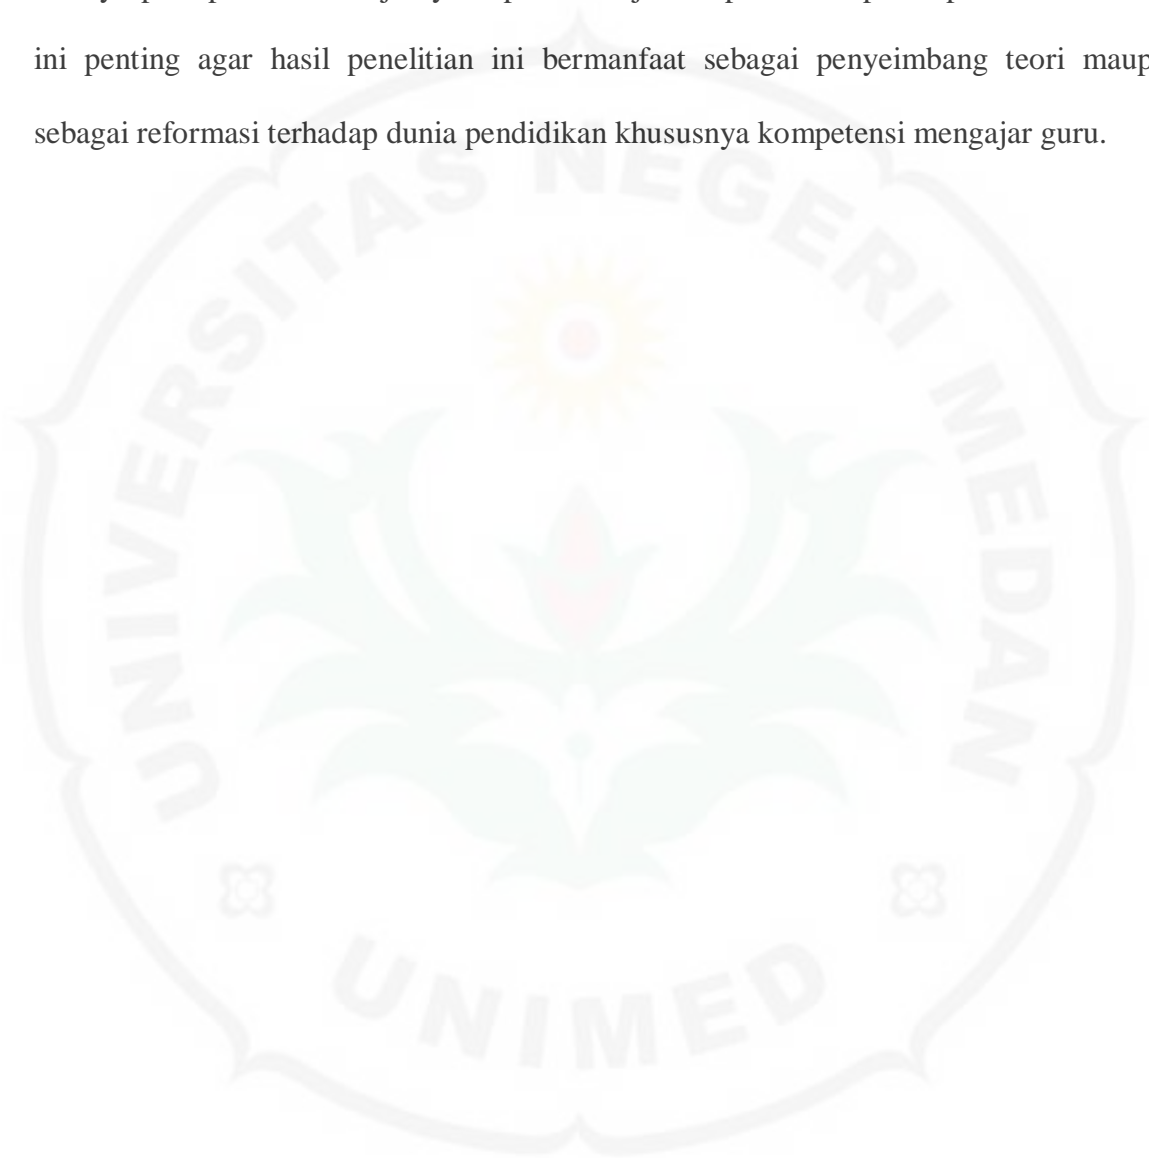 ini penting agar hasil penelitian ini bermanfaat sebagai penyeimbang teori maup
sebagai reformasi terhadap dunia pendidikan khususnya kompetensi mengajar guru.
UNIVERSITAS NEGERI MEDAN
UNIMED